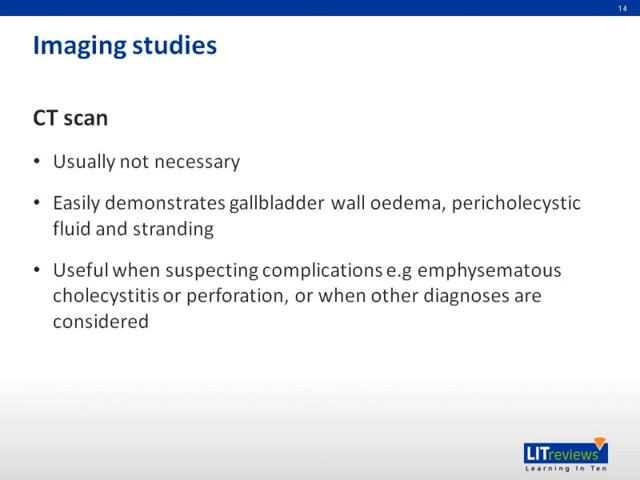 14
Imaging studies
CT scan
• Usually not necessary
• Easily demonstrates gallbladder wall oedema, pericholecystic
fluid and stranding
• Useful when suspecting complications e.g emphysematous
cholecystitis or perforation, or when other diagnoses are
considered
LITreviews
Learning In Ten